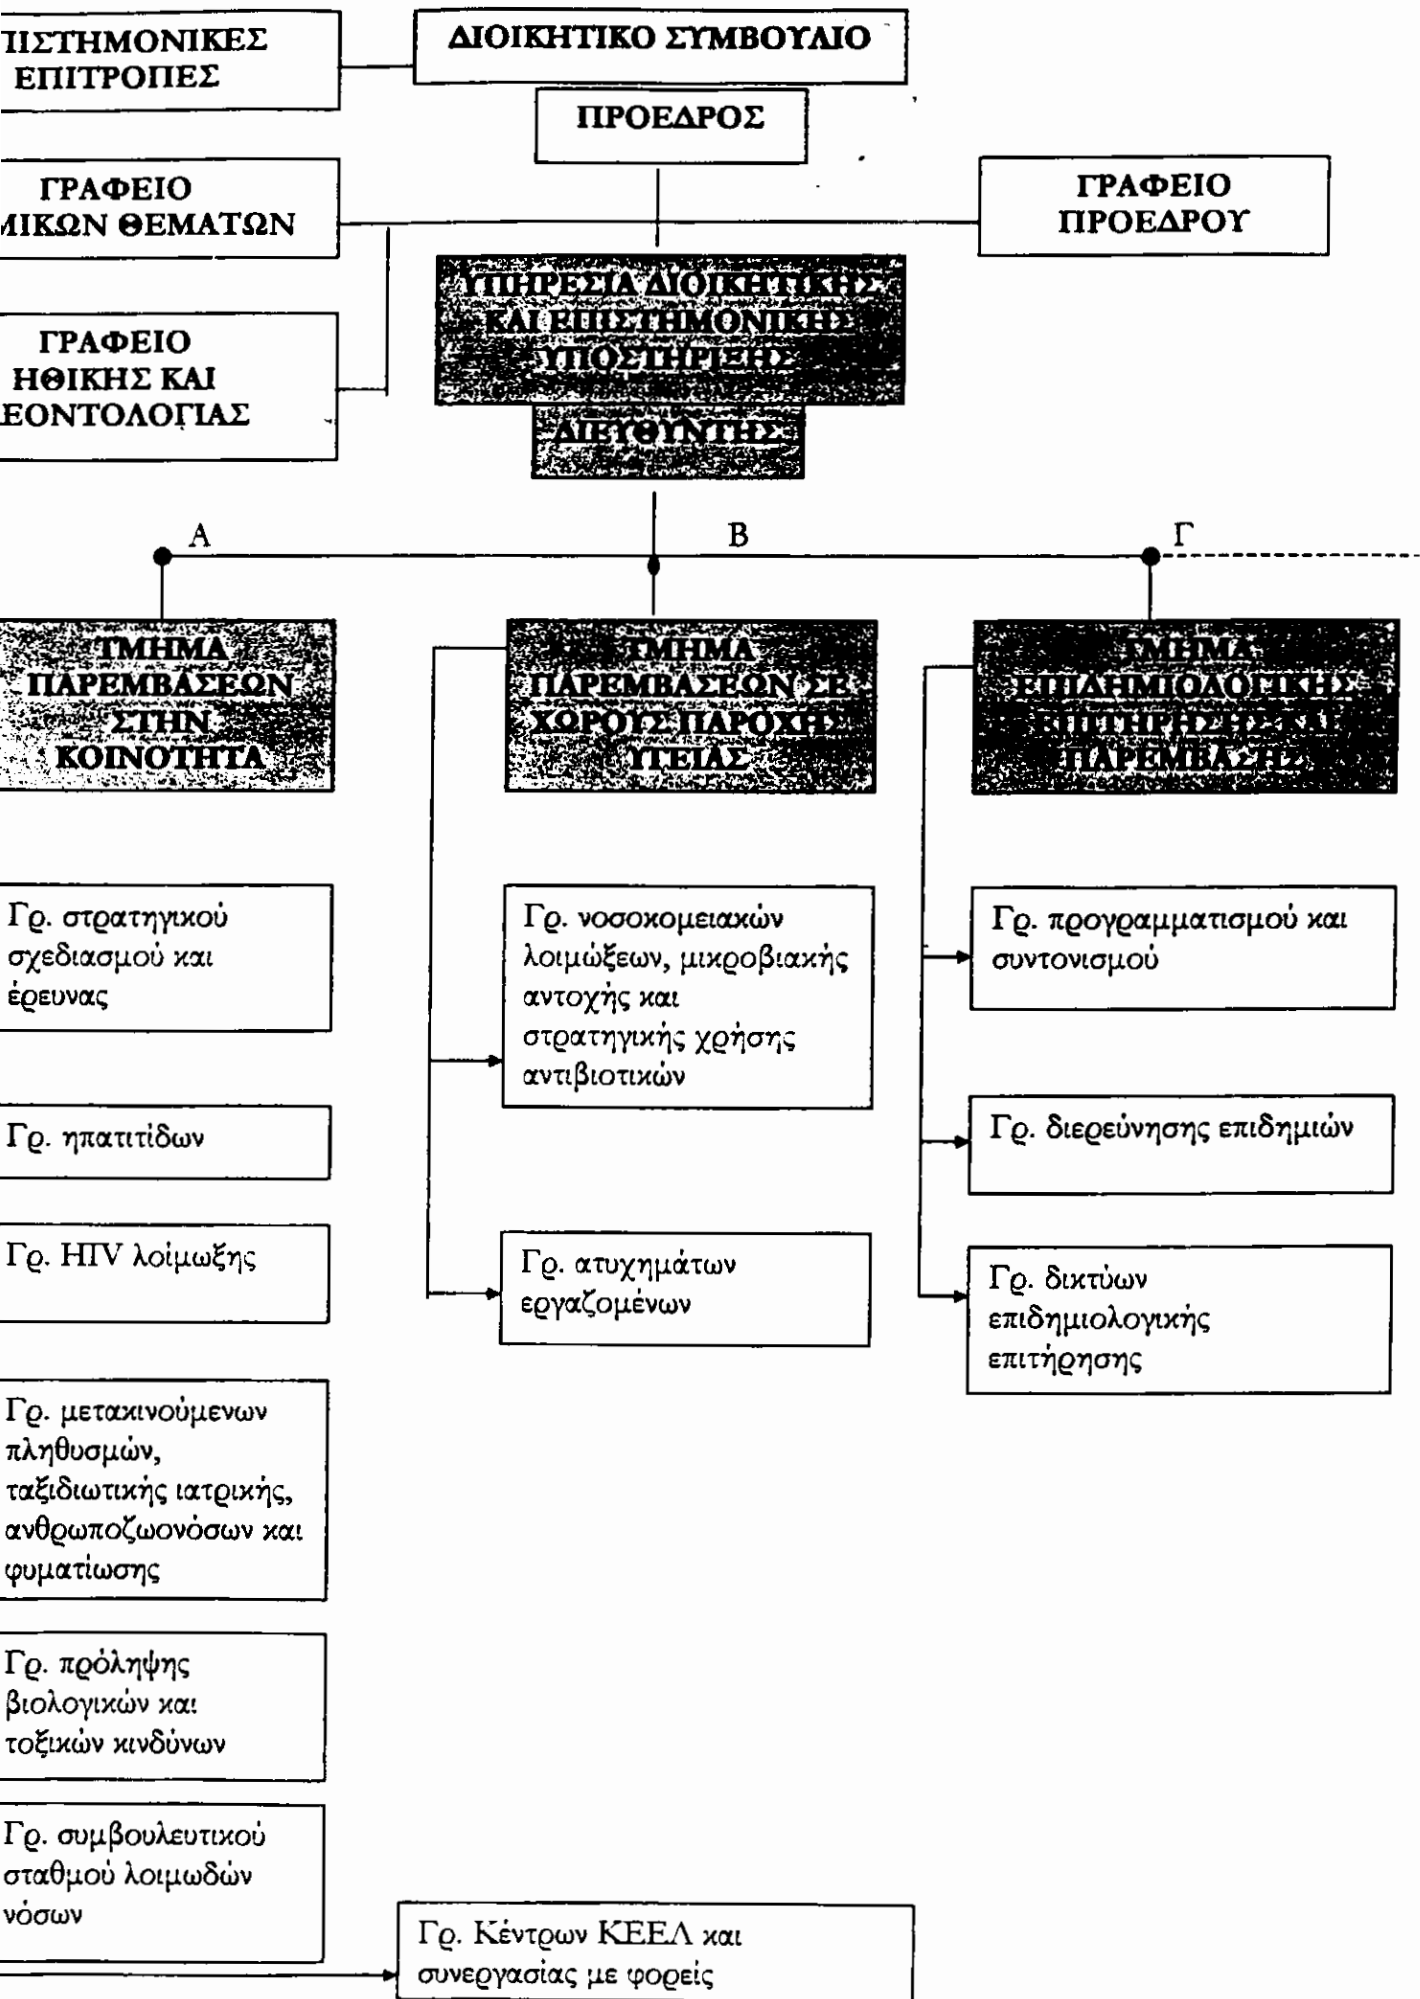 ΠΙΣΤΗΜΟΝΙΚΕΣ
ΕΠΙΤΡΟΠΕΣ
ΔΙΟΙΚΗΤΙΚΟ ΣΥΜΒΟΥΛΙΟ
ΠΡΟΕΔΡΟΣ
ΓΡΑΦΕΙΟ
ΜΙΚΩΝ ΘΕΜΑΤΩΝ
ΓΡΑΦΕΙΟ
ΠΡΟΕΔΡΟΥ
ΥΠΗΡΕΣΙΑ ΔΙΟΙΚΗΤΙΚΗΣ
ΚΑΙ ΕΠΙΣΤΗΜΟΝΙΚΗΣ
ΥΠΟΣΤΗΡΙΞΗΣ
ΔΙΕΥΘΥΝΤΗΣ
ΓΡΑΦΕΙΟ
ΗΘΙΚΗΣ ΚΑΙ
ΕΟΝΤΟΛΟΓΙΑΣ
Α
Β
Γ
ΤΜΗΜΑ
ΠΑΡΕΜΒΑΣΕΩΝ
ΣΤΗΝ
ΚΟΙΝΟΤΗΤΑ
ΤΜΗΜΑ
ΠΑΡΕΜΒΑΣΕΩΝ ΣΕ
ΧΩΡΟΥΣ ΠΑΡΟΧΗΣ
ΥΓΕΙΑΣ
ΤΜΗΜΑ
ΕΠΙΔΗΜΙΟΛΟΓΙΚΗΣ
ΕΠΙΤΗΡΗΣΗΣ ΚΑΙ
ΠΑΡΕΜΒΑΣΗΣ
Γρ. στρατηγικού
σχεδιασμού και
έρευνας
Γρ. ηπατιτίδων
Γρ. HIV λοίμωξης
Γρ. μετακινούμενων
πληθυσμών,
ταξιδιωτικής ιατρικής,
ανθρωποζωονόσων και
φυματίωσης
Γρ. πρόληψης
βιολογικών και
τοξικών κινδύνων
Γρ. συμβουλευτικού
σταθμού λοιμωδών
νόσων
Γρ. νοσοκομειακών
λοιμώξεων, μικροβιακής
αντοχής και
στρατηγικής χρήσης
αντιβιοτικών
Γρ. ατυχημάτων
εργαζομένων
Γρ. προγραμματισμού και
συντονισμού
Γρ. διερεύνησης επιδημιών
Γρ. δικτύων
επιδημιολογικής
επιτήρησης
Γρ. Κέντρων ΚΕΕΛ και
συνεργασίας με φορείς